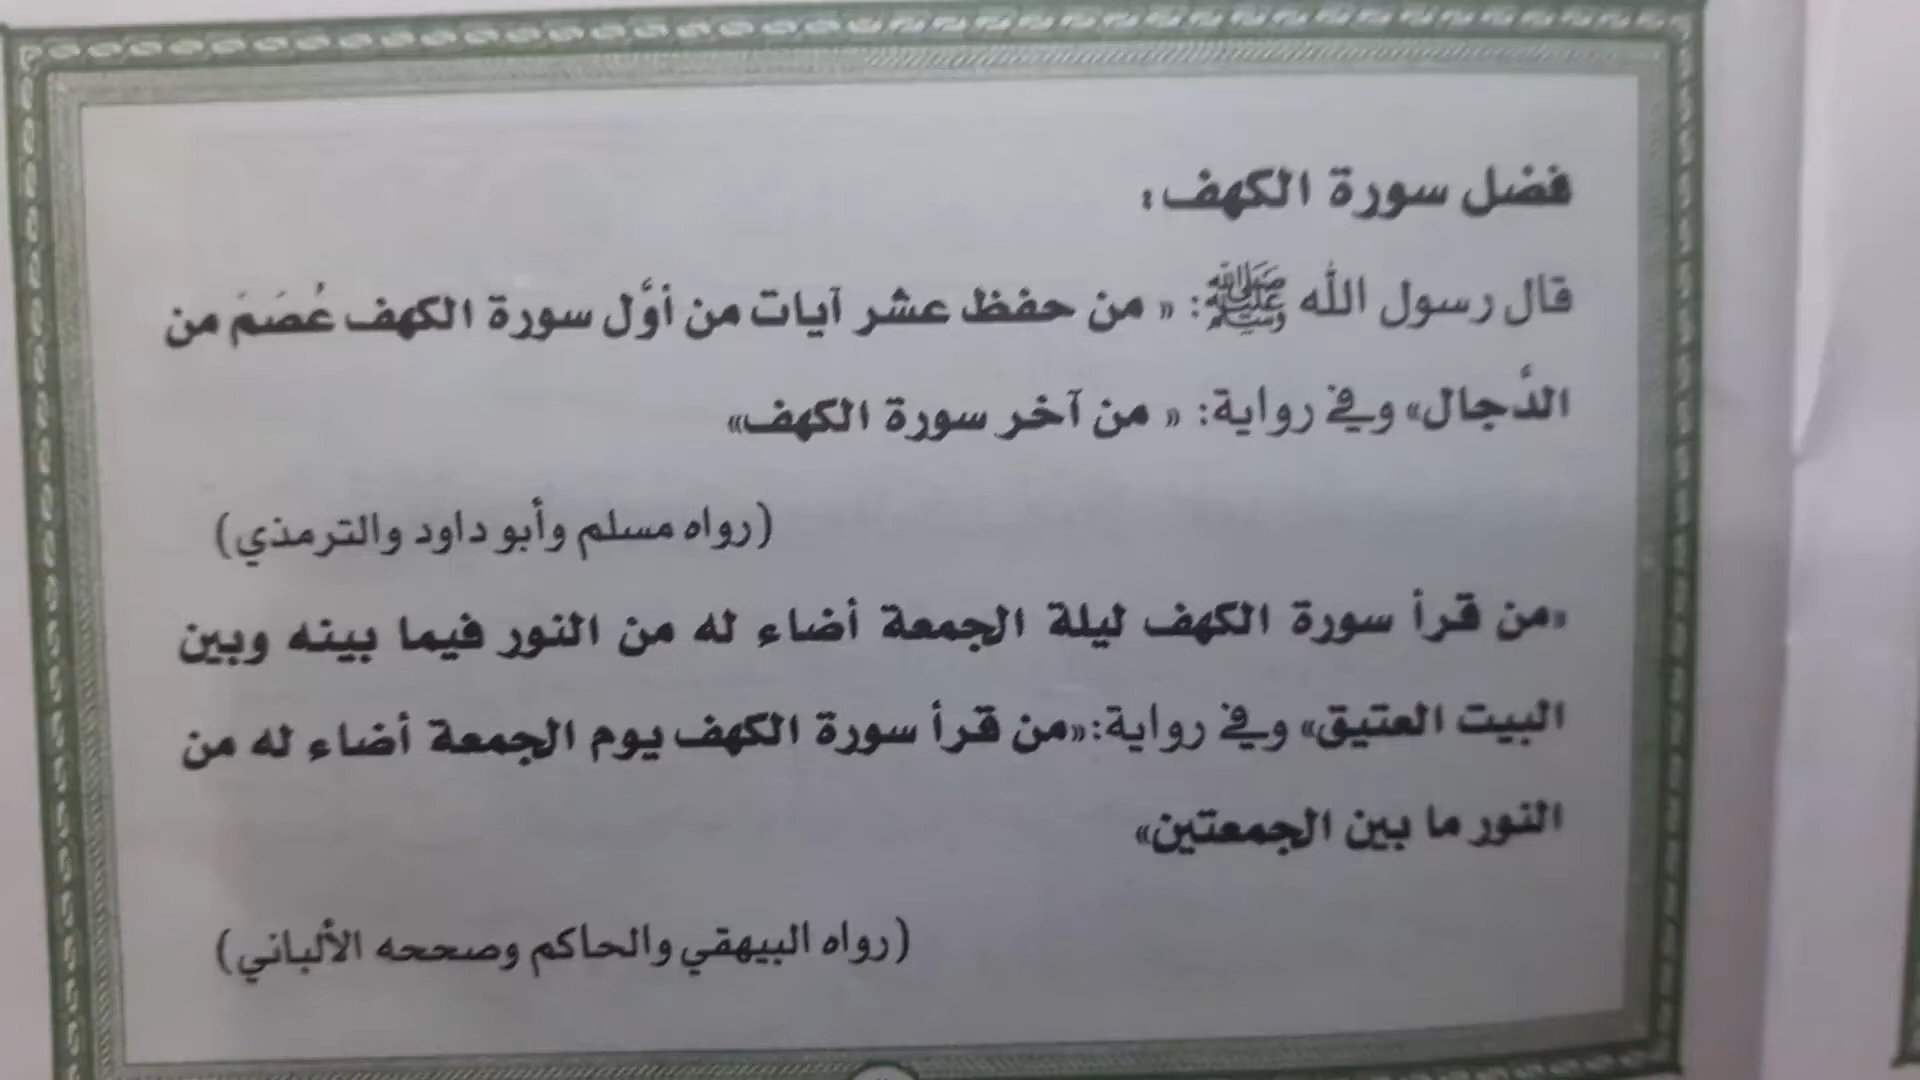 فضل سورة الكهف:
قال رسول الله ﷺ: « من حفظ عشر آيات من أوَّل سورة الكهف عُصَمَ من
الدَّجال» وفي رواية: « من آخر سورة الكهف»
(رواه مسلم وأبو داود والترمذي)
«من قرأ سورة الكهف ليلة الجمعة أضاء له من النور فيما بينه وبين
البيت العتيق» وفي رواية:«من قرأ سورة الكهف يوم الجمعة أضاء له من
النور ما بين الجمعتين»
(رواه البيهقي والحاكم وصححه الألباني)